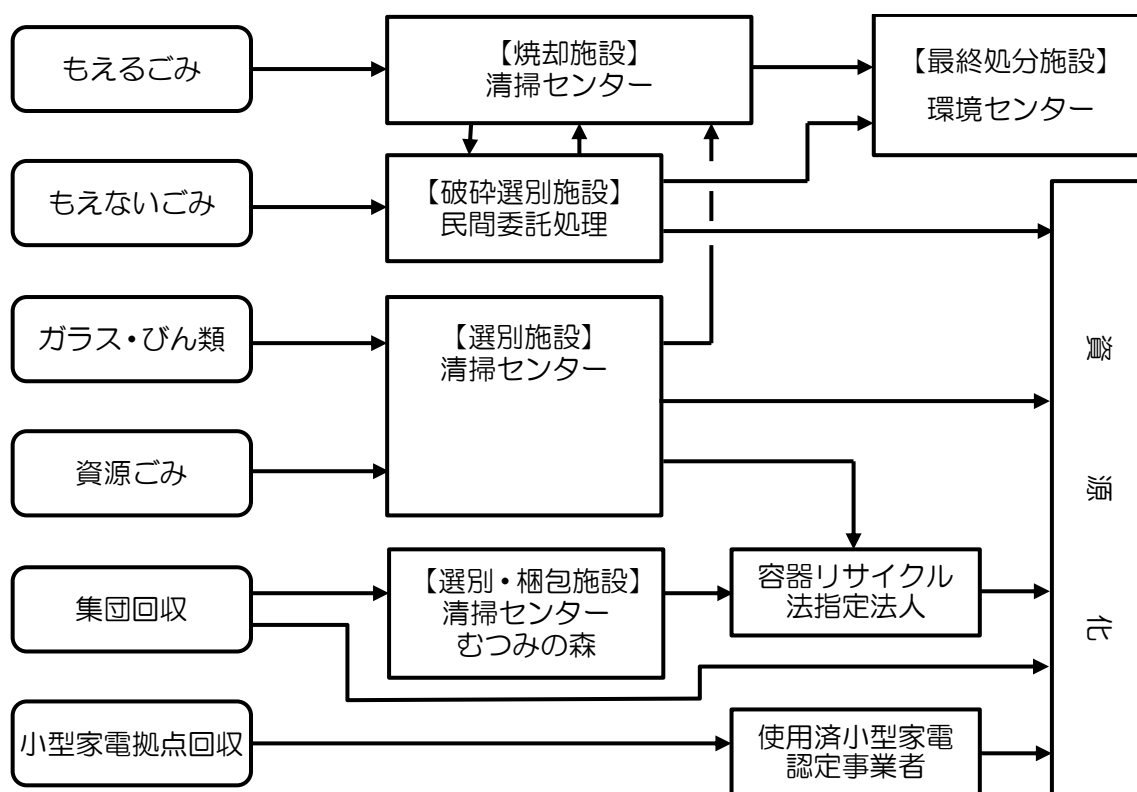 もえるごみ
【焼却施設】
清掃センター
【最終処分施設】
環境センター
もえないごみ
【破砕選別施設】
民間委託処理
ガラス・びん類
【選別施設】
清掃センター
資源ごみ
資源化
集団回収
【選別・梱包施設】
清掃センター
むつみの森
容器リサイクル
法指定法人
小型家電拠点回収
使用済小型家電
認定事業者